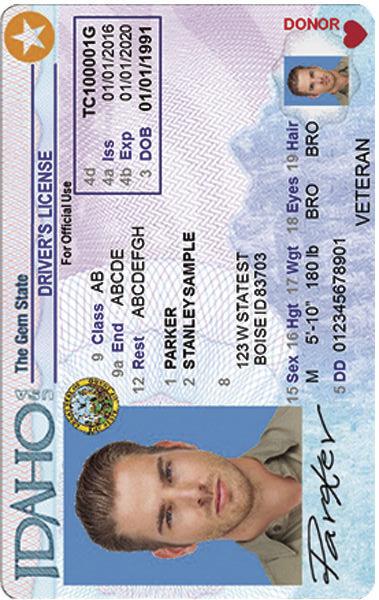 IDAHO
USA
The Gem State
DRIVER'S LICENSE
For Official Use
DONOR
4d TC100001G
4a Iss 01/01/2016
4b Exp 01/01/2020
3 DOB 01/01/1991
9 Class AB
9a End ABCDE
12 Rest ABCDEFGH
1 PARKER
2 STANLEY SAMPLE
8 123 W STATE ST
BOISE ID 83703
15 Sex 16 Hgt 17 Wgt 18 Eyes 19 Hair
M 5'-10" 180 lb BRO BRO
5 DD 012345678901
VETERAN
Parker